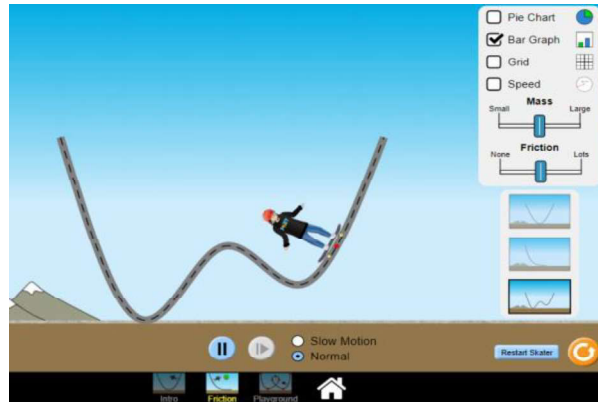 Pie Chart
Bar Graph
Grid
Speed
Mass
Small Large
Friction
None Lots
Slow Motion
Normal
Restart Skater
Intro Friction Playground